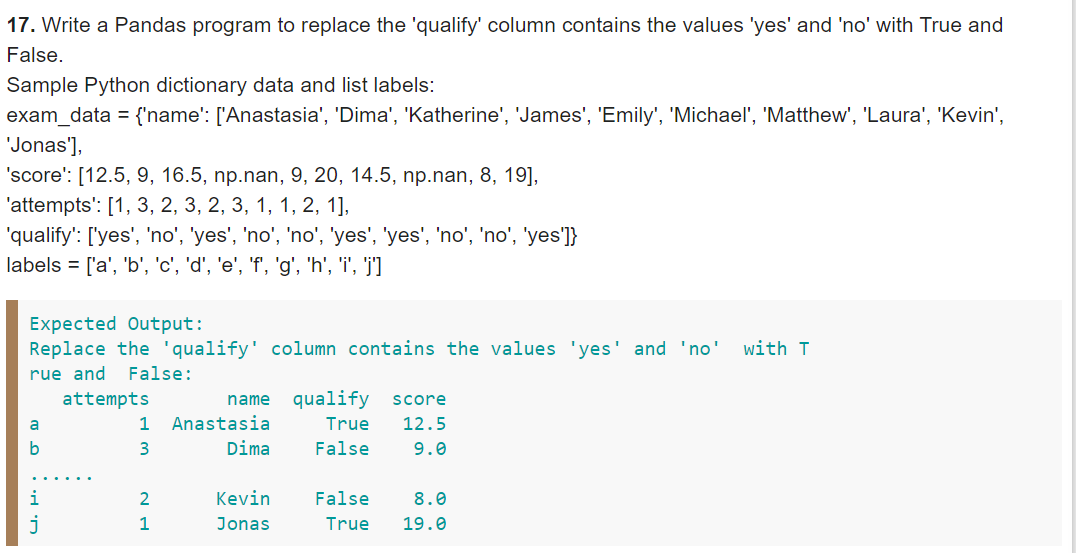 17. Write a Pandas program to replace the 'qualify' column contains the values 'yes' and 'no' with True and
False.
Sample Python dictionary data and list labels:
exam_data = {'name': ['Anastasia', 'Dima', 'Katherine', 'James', 'Emily', 'Michael', 'Matthew', 'Laura', 'Kevin',
'Jonas'],
'score': [12.5, 9, 16.5, np.nan, 9, 20, 14.5, np.nan, 8, 19],
'attempts': [1, 3, 2, 3, 2, 3, 1, 1, 2, 1],
'qualify': ['yes', 'no', 'yes', 'no', 'no', 'yes', 'yes', 'no', 'no', 'yes']}
labels = ['a', 'b', 'c', 'd', 'e', 'f', 'g', 'h', 'i', 'j']
Expected Output:
Replace the 'qualify' column contains the values 'yes' and 'no'  with T
rue and  False:
   attempts       name  qualify  score
a         1  Anastasia     True   12.5
b         3       Dima    False    9.0
......
i         2      Kevin    False    8.0
j         1      Jonas     True   19.0